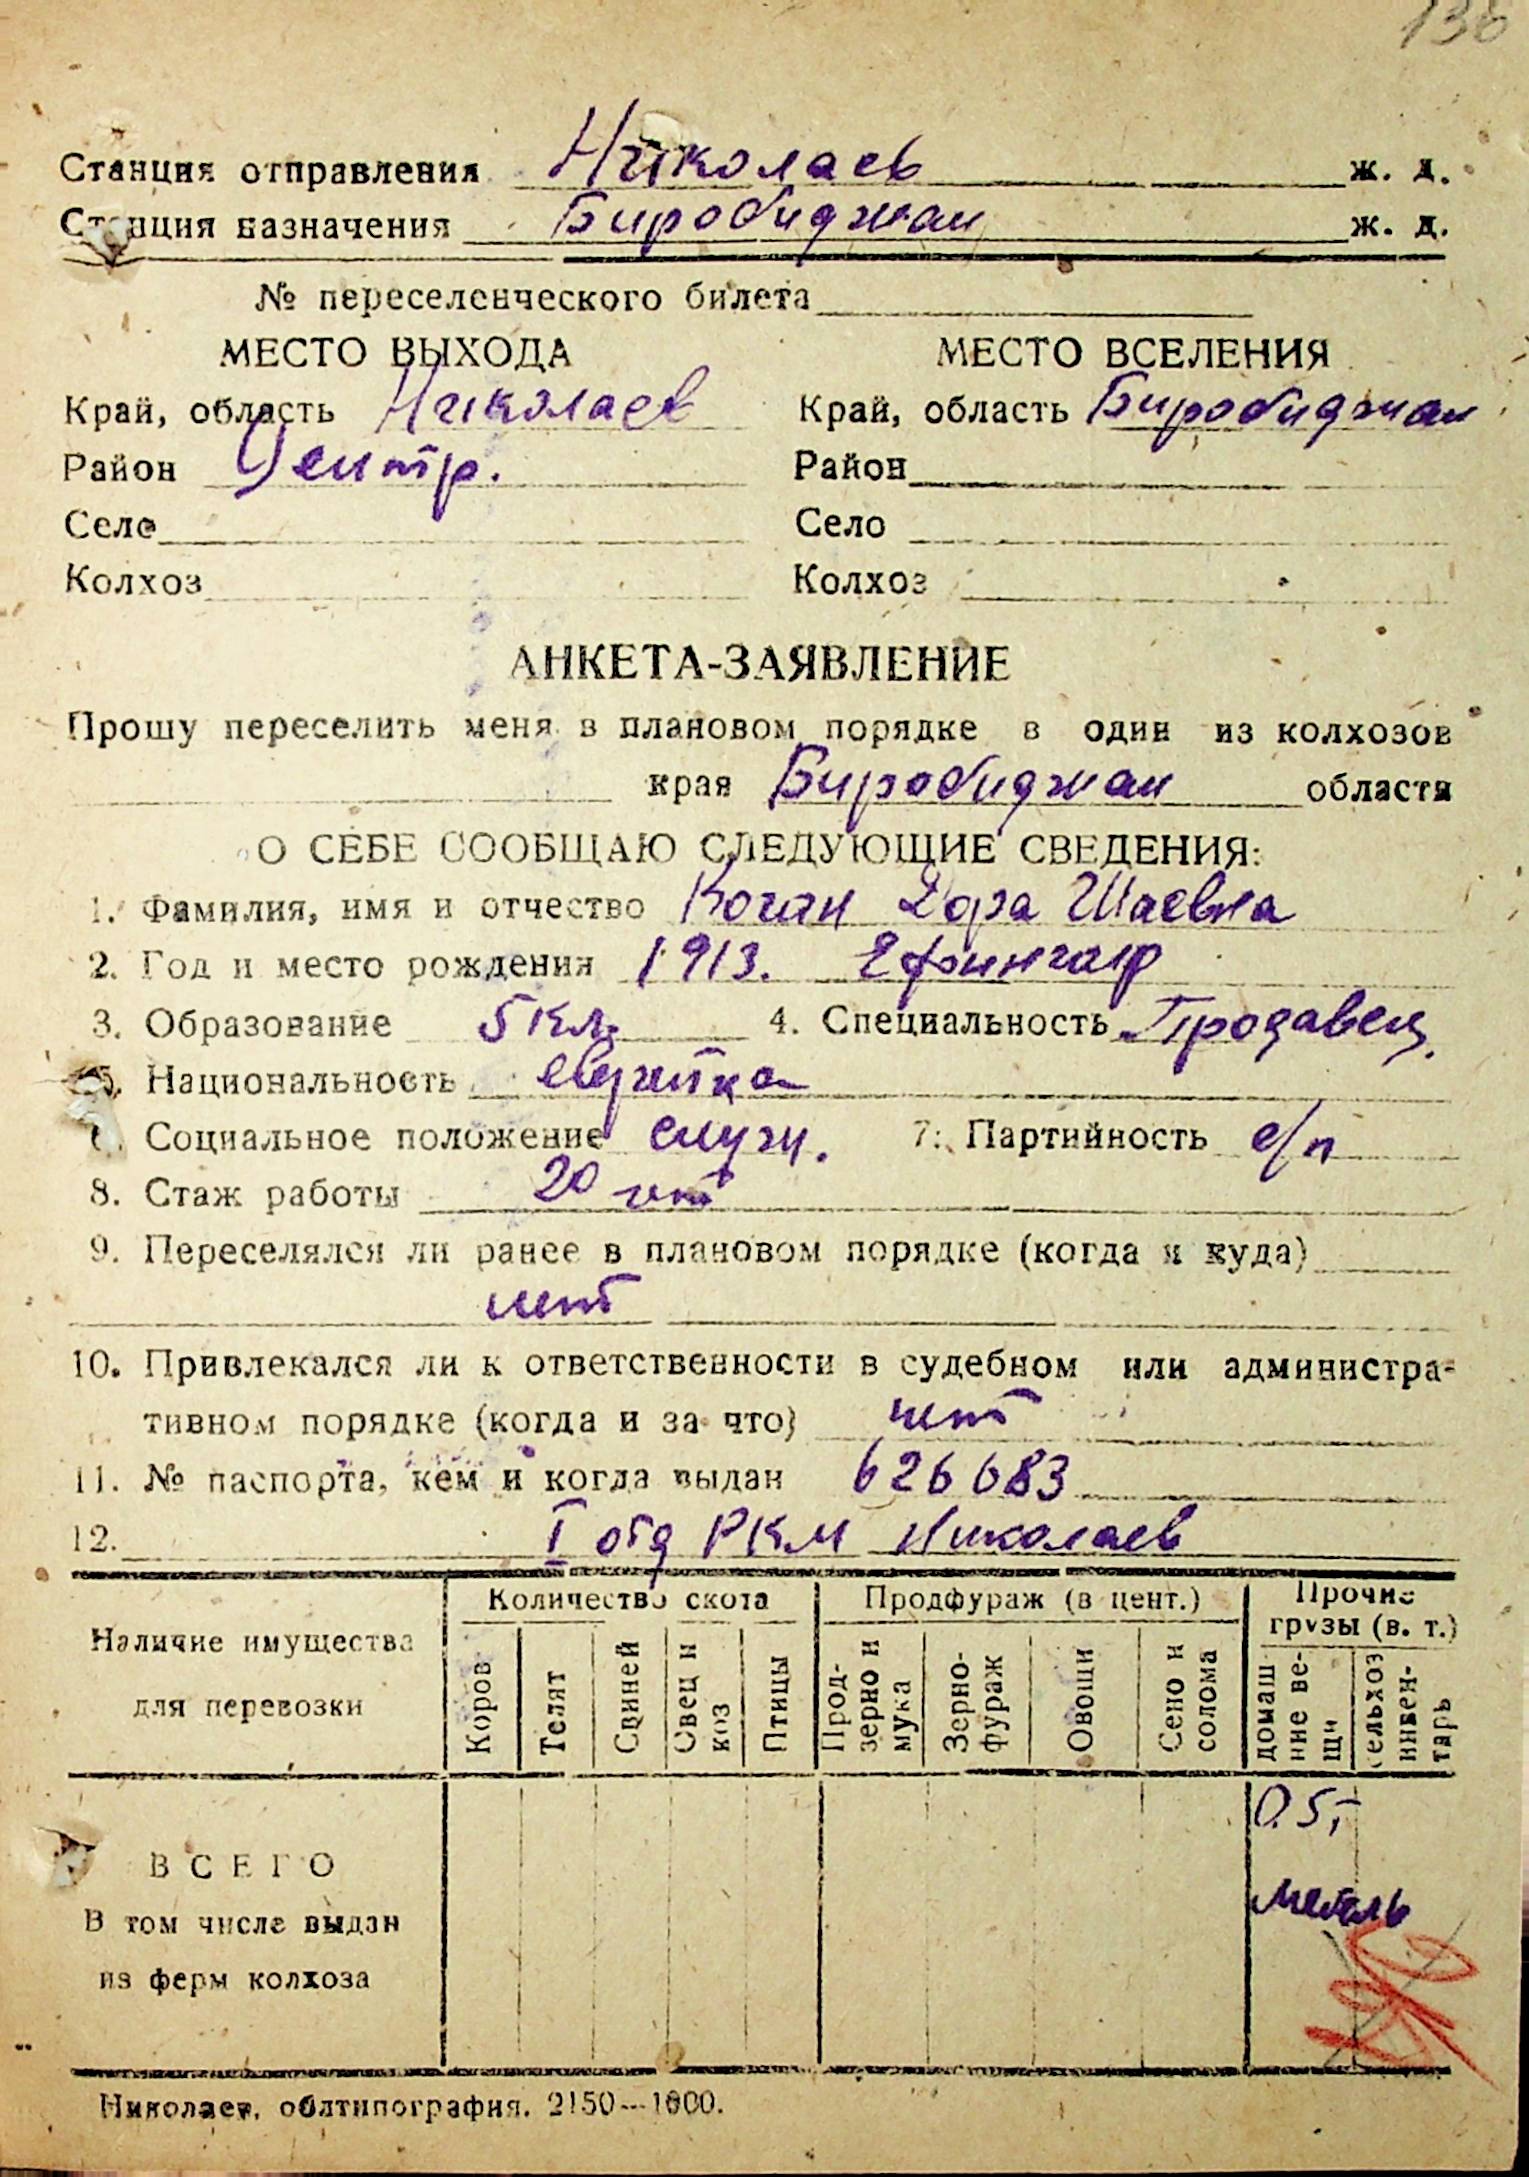 136
Станция отправления Николаев ж. д.
Станция назначения Биробиджан ж. д.
№ переселенческого билета
МЕСТО ВЫХОДА МЕСТО ВСЕЛЕНИЯ
Край, область Николаев Край, область Биробиджан
Район Центр. Район
Село Село
Колхоз Колхоз
АНКЕТА-ЗАЯВЛЕНИЕ
Прошу переселить меня в плановом порядке в один из колхозов
края Биробиджан области
О СЕБЕ СООБЩАЮ СЛЕДУЮЩИЕ СВЕДЕНИЯ:
1. Фамилия, имя и отчество Коган Дора Шаевна
2. Год и место рождения 1913. Ефингар
3. Образование 5 кл. 4. Специальность Продавец
5. Национальность еврейка
6. Социальное положение служ. 7. Партийность б/п
8. Стаж работы 20 лет
9. Переселялся ли ранее в плановом порядке (когда и куда)
нет
10. Привлекался ли к ответственности в судебном или администра-
тивном порядке (когда и за что) нет
11. № паспорта, кем и когда выдан 626683
12. I отд РКМ Николаев
Наличие имущества для перевозки
Количество скота Продфураж (в цент.) Прочие грузы (в. т.)
Коров Телят Свиней Овец и коз Птицы Прод-зерно и мука Зерно-фураж Овощи Сено и солома домашние ве-щи сельхоз инвен-тарь
0.5 т
ВСЕГО
мебель
В том числе выдан
из ферм колхоза
Николаев, облтипография. 2150—1000.